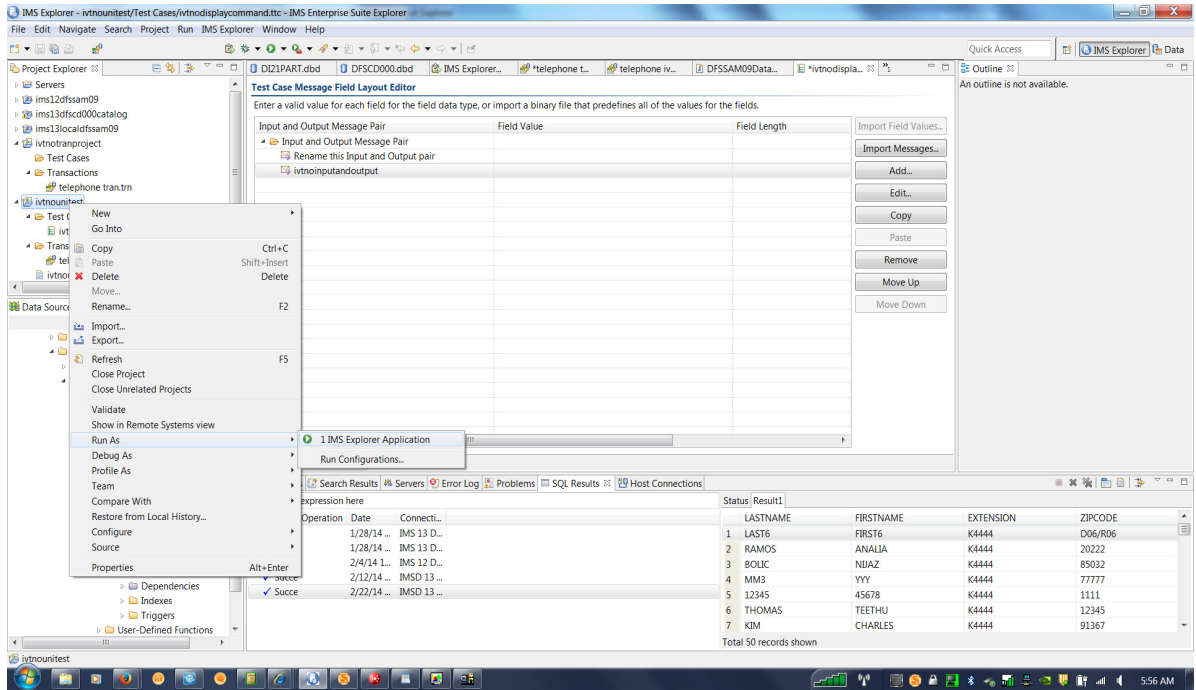 IMS Explorer - ivtnounitest/Test Cases/ivtnodisplaycommand.ttc - IMS Enterprise Suite Explorer
File Edit Navigate Search Project Run IMS Explorer Window Help
Quick Access
IMS Explorer
Data
Project Explorer
Servers
ims12dfssam09
ims13dfscd000catalog
ims13localdfssam09
ivtnotranproject
Test Cases
Transactions
telephone tran.trn
ivtnounitest
Test
Trans
ivtno
Data Source
DI21PART.dbd
DFSCD000.dbd
IMS Explorer...
*telephone t...
telephone iv...
DFSSAM09Data...
*ivtnodispla...
Test Case Message Field Layout Editor
Enter a valid value for each field for the field data type, or import a binary file that predefines all of the values for the fields.
Input and Output Message Pair Field Value Field Length
Input and Output Message Pair
Rename this Input and Output pair
ivtnoinputandoutput
Import Field Values...
Import Messages...
Add...
Edit...
Copy
Paste
Remove
Move Up
Move Down
Outline
An outline is not available.
New
Go Into
Copy Ctrl+C
Paste Shift+Insert
Delete Delete
Move...
Rename... F2
Import...
Export...
Refresh F5
Close Project
Close Unrelated Projects
Validate
Show in Remote Systems view
Run As
Debug As
Profile As
Team
Compare With
Restore from Local History...
Configure
Source
Properties Alt+Enter
1 IMS Explorer Application
Run Configurations...
Dependencies
Indexes
Triggers
User-Defined Functions
Search Results Servers Error Log Problems SQL Results Host Connections
expression here
Operation Date Connecti...
1/28/14 ... IMS 13 D...
1/28/14 ... IMS 13 D...
2/4/14 1... IMS 12 D...
Succe 2/12/14 ... IMSD 13 ...
Succe 2/22/14 ... IMSD 13 ...
Status Result1
LASTNAME FIRSTNAME EXTENSION ZIPCODE
1 LAST6 FIRST6 K4444 D06/R06
2 RAMOS ANALIA K4444 20222
3 BOLIC NIJAZ K4444 85032
4 MM3 YYY K4444 77777
5 12345 45678 K4444 1111
6 THOMAS TEETHU K4444 12345
7 KIM CHARLES K4444 91367
Total 50 records shown
ivtnounitest
5:56 AM